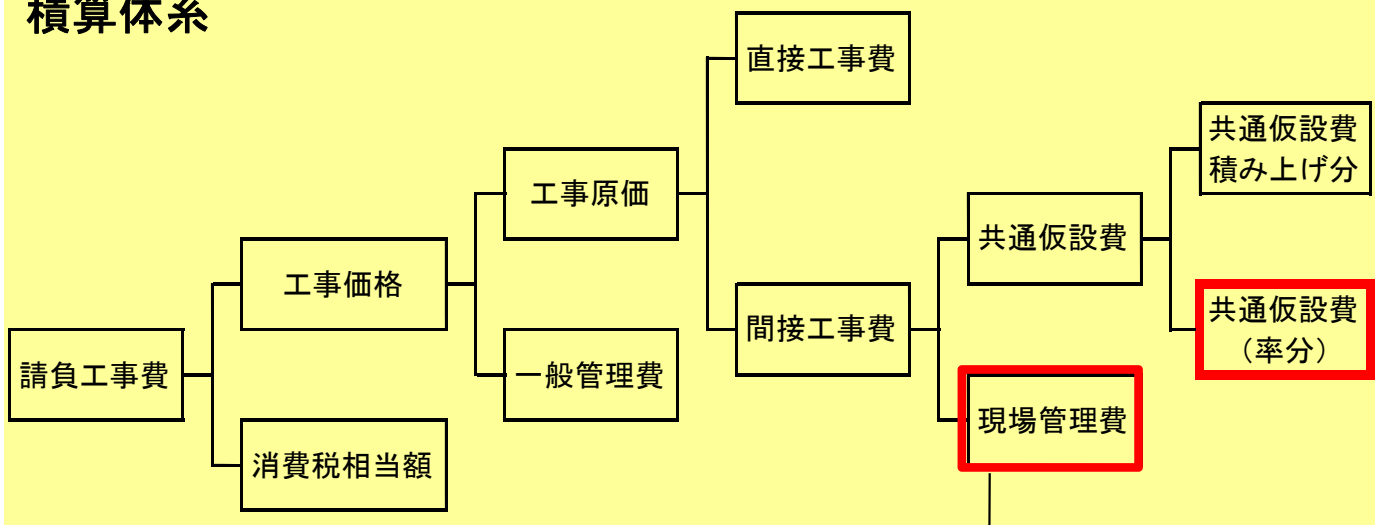 積算体系
直接工事費
共通仮設費
積み上げ分
工事原価
共通仮設費
工事価格
間接工事費
共通仮設費
（率分）
請負工事費
一般管理費
現場管理費
消費税相当額